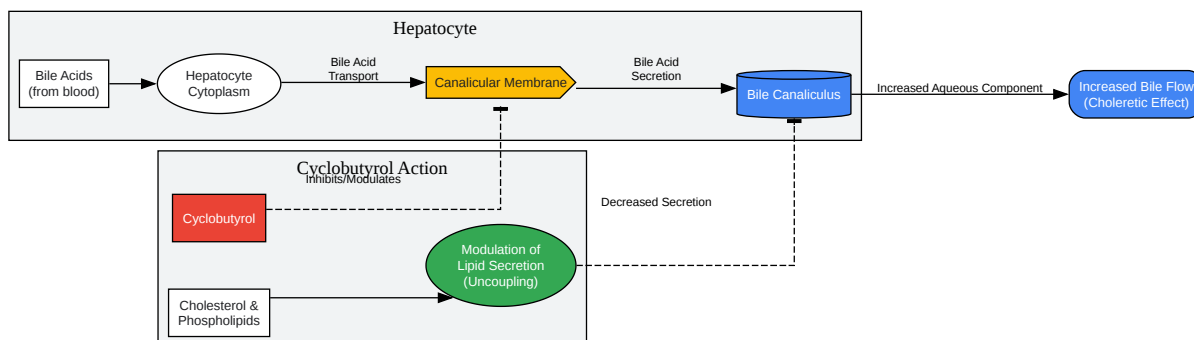 Hepatocyte
Bile Acids
(from blood)
Hepatocyte
Cytoplasm
Bile Acid
Transport
Canalicular Membrane
Bile Acid
Secretion
Bile Canaliculus
Increased Aqueous Component
Increased Bile Flow
(Choleretic Effect)
Cyclobutyrol Action
Inhibits/Modulates
Cyclobutyrol
Decreased Secretion
Modulation of
Lipid Secretion
(Uncoupling)
Cholesterol &
Phospholipids